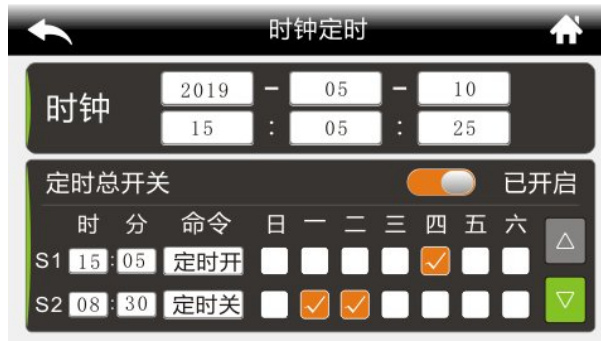 时钟定时
时钟
2019 – 05 – 10
15 : 05 : 25
定时总开关 已开启
时 分 命令 日 一 二 三 四 五 六
S1 15:05 定时开
S2 08:30 定时关